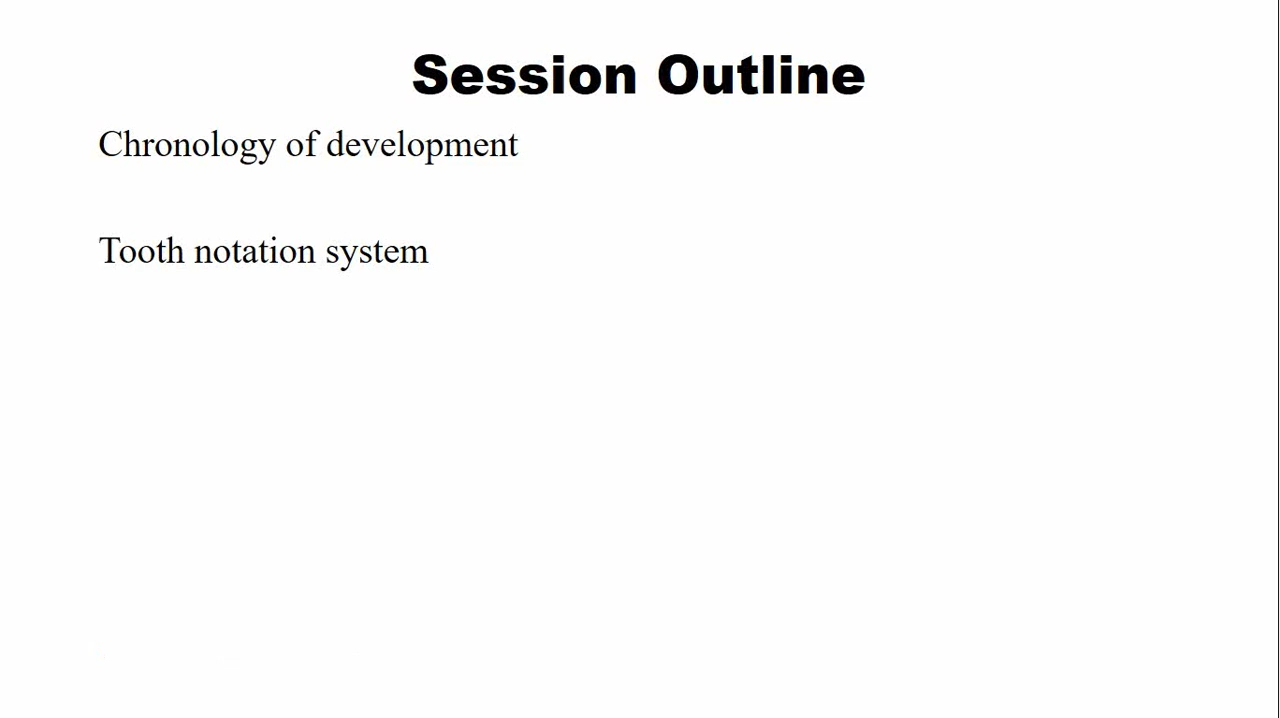 Session Outline
Chronology of development
Tooth notation system